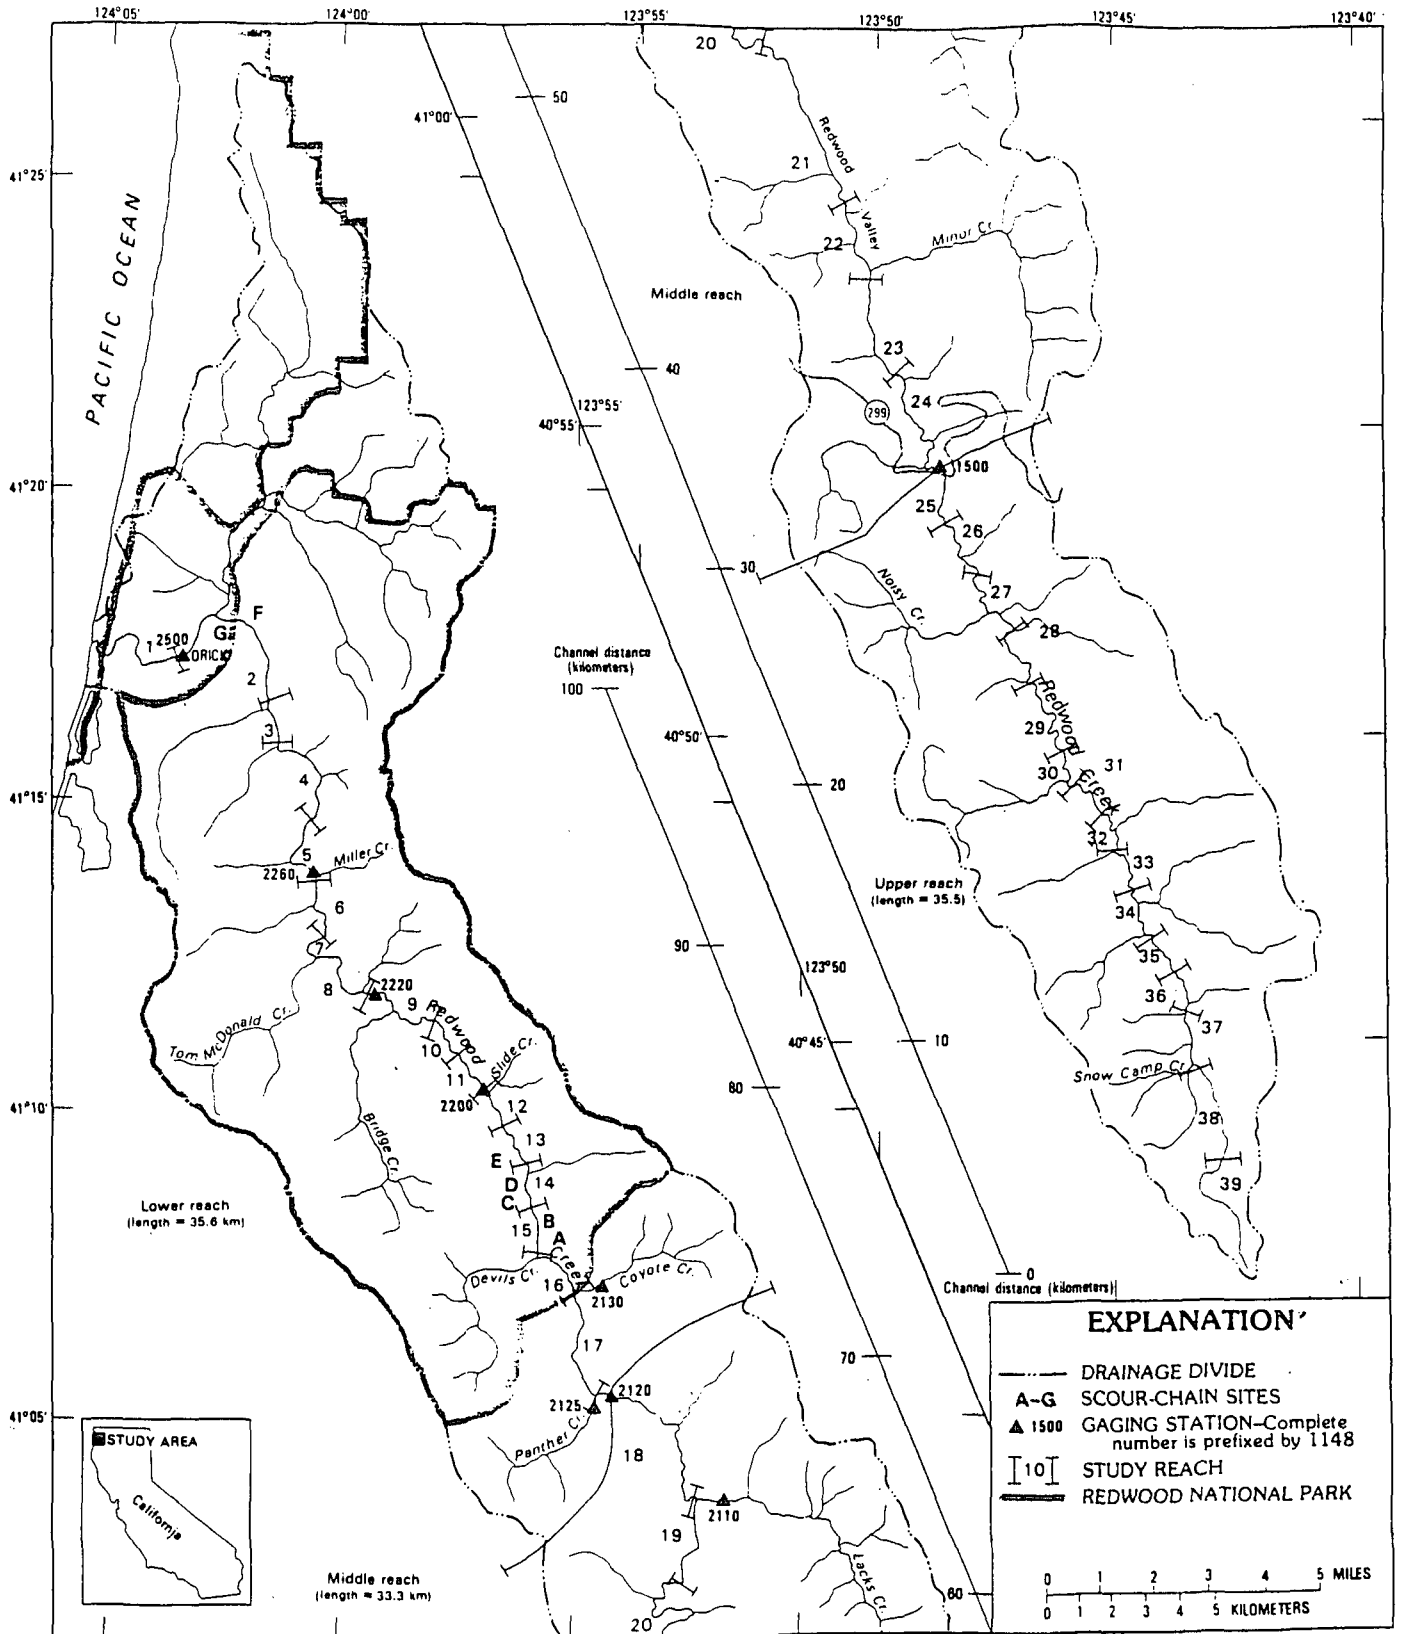 124°05'
124°00'
123°55'
123°50'
123°45'
123°40'
20
50
41°00'
Redwood
Valley
21
41°25'
PACIFIC OCEAN
22
Minor Cr.
Middle reach
23
40
24
299
123°55'
40°55'
1500
41°20'
25
26
30
27
Noisy Cr.
28
F
G
1
2500
ORICK
Channel distance
(kilometers)
100
2
Redwood
Creek
29
3
40°50'
30
31
4
20
41°15'
32
5
Miller Cr.
33
2260
Upper reach
(length = 35.5)
34
6
90
35
7
123°50
36
8
2220
9
Redwood
37
Tom McDonald Cr.
10
40°45'
10
Slide Cr.
11
Snow Camp Cr.
80
2200
12
41°10'
38
Bridge Cr.
13
E
D
14
39
C
Lower reach
(length = 35.6 km)
B
15
A
Creek
Devils Cr.
16
Coyote Cr.
0
Channel distance (kilometers)
2130
17
70
2120
2125
41°05'
Panther Cr.
18
2110
19
Lacks Cr.
Middle reach
(length = 33.3 km)
60
20
STUDY AREA
California
EXPLANATION
DRAINAGE DIVIDE
A-G SCOUR-CHAIN SITES
1500 GAGING STATION-Complete
number is prefixed by 1148
10 STUDY REACH
REDWOOD NATIONAL PARK
0 1 2 3 4 5 MILES
0 1 2 3 4 5 KILOMETERS